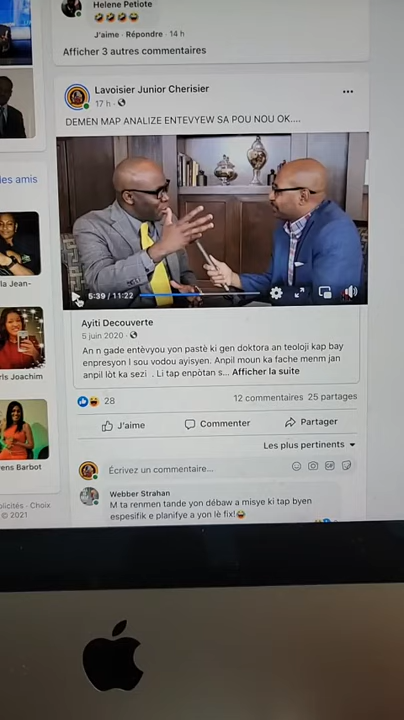 Helene Petiote
J'aime · Répondre · 14 h
Afficher 3 autres commentaires
Lavoisier Junior Cherisier
17 h ·
DEMEN MAP ANALIZE ENTEVYEW SA POU NOU OK....
les amis
la Jean-
5:39 / 11:22
Ayiti Decouverte
5 juin 2020 ·
An n gade entèvyou yon pastè ki gen doktora an teoloji kap bay
enpresyon l sou vodou ayisyen. Anpil moun ka fache menm jan
anpil lòt ka sezi . Li tap enpòtan s... Afficher la suite
ris Joachim
28
12 commentaires 25 partages
J'aime
Commenter
Partager
Les plus pertinents
ens Barbot
Écrivez un commentaire...
GIF
Webber Strahan
M ta renmen tande yon débaw a misye ki tap byen
espesifik e planifye a yon lè fix!
blicités · Choix
© 2021